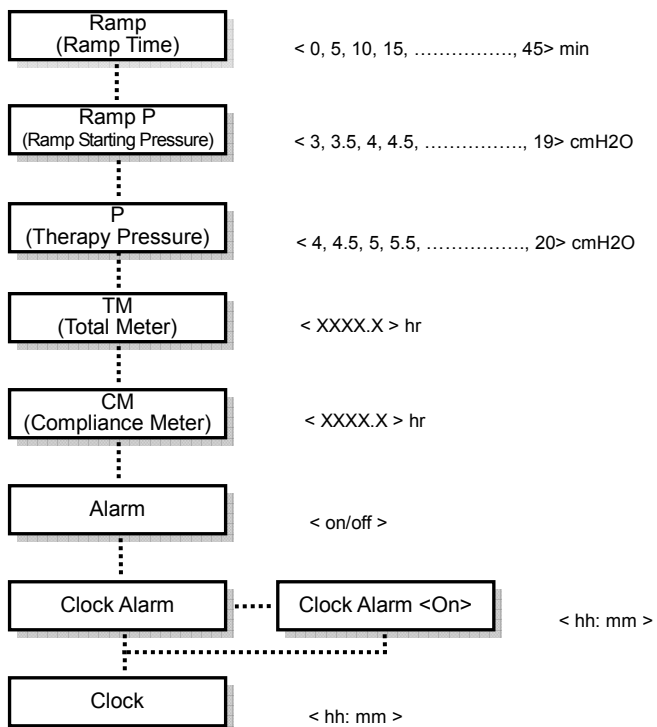 Ramp
(Ramp Time)
< 0, 5, 10, 15, ……………, 45> min
Ramp P
(Ramp Starting Pressure)
< 3, 3.5, 4, 4.5, ……………, 19> cmH2O
P
(Therapy Pressure)
< 4, 4.5, 5, 5.5, ……………, 20> cmH2O
TM
(Total Meter)
< XXXX.X > hr
CM
(Compliance Meter)
< XXXX.X > hr
Alarm
< on/off >
Clock Alarm
Clock Alarm <On>
< hh: mm >
Clock
< hh: mm >